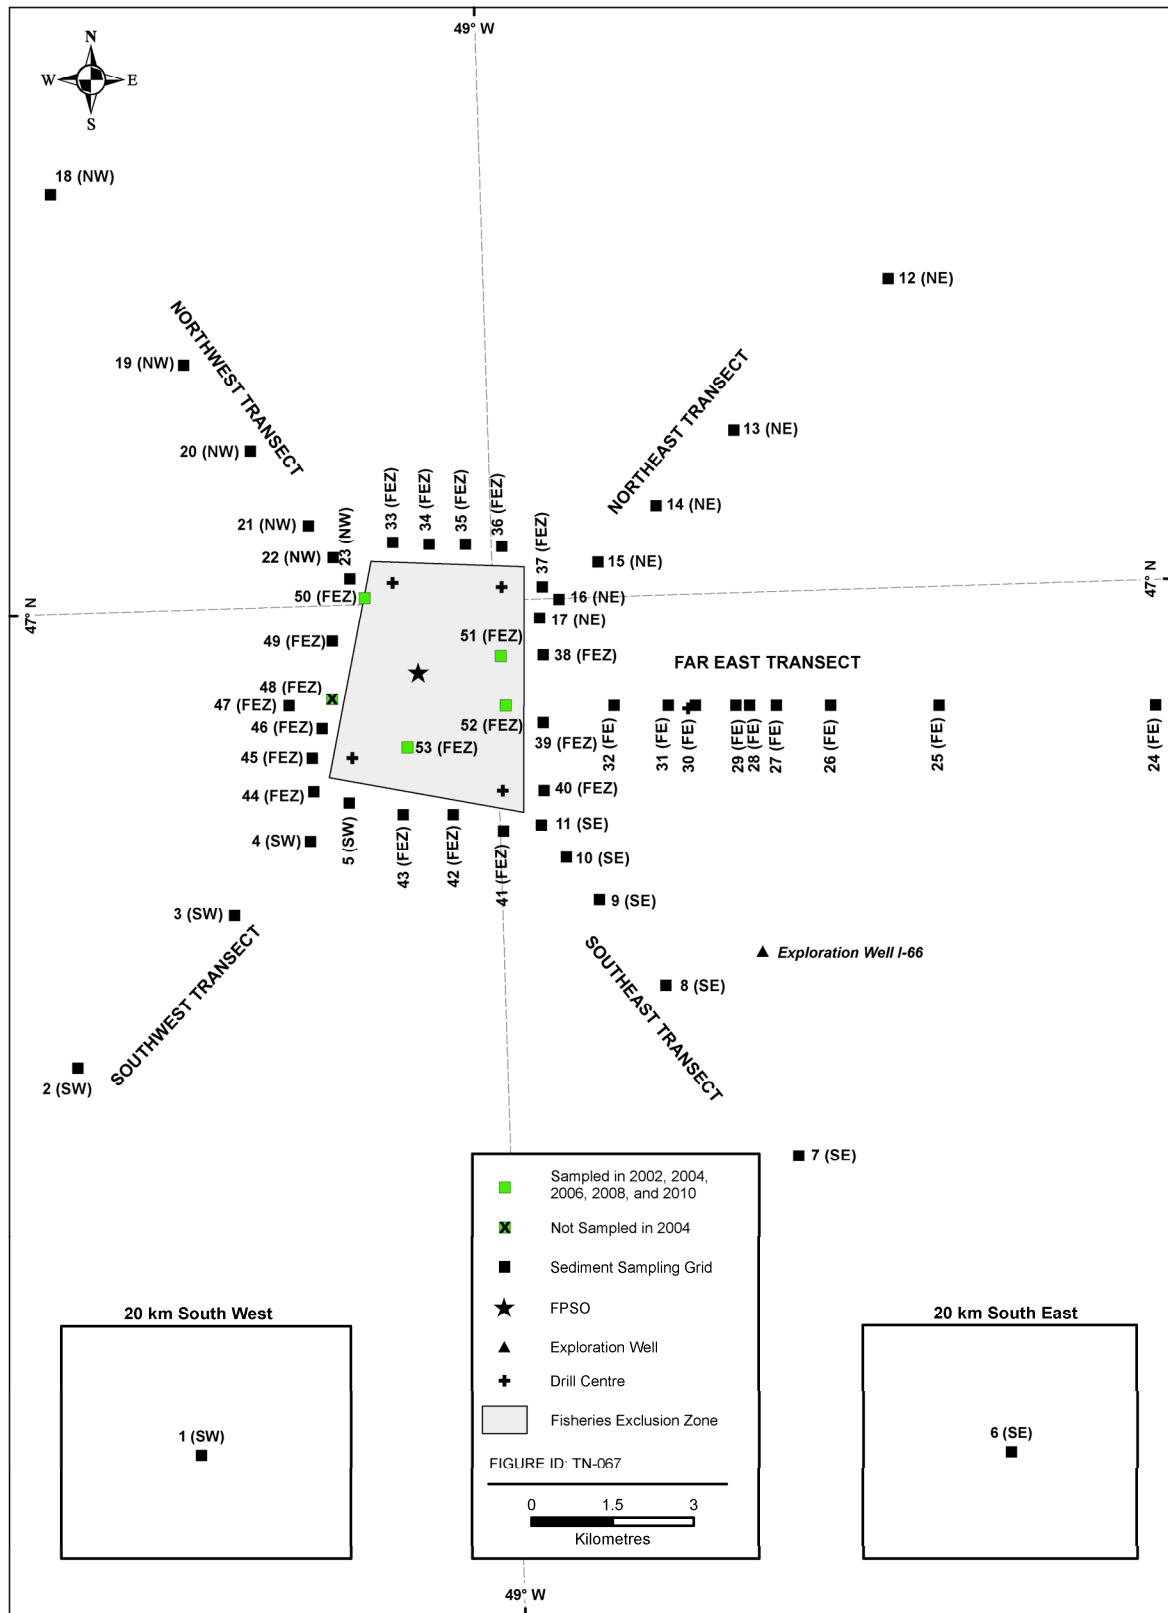 49° W
N
W
E
S
18 (NW)
12 (NE)
NORTHWEST TRANSECT
NORTHEAST TRANSECT
19 (NW)
13 (NE)
20 (NW)
14 (NE)
33 (FEZ)
34 (FEZ)
35 (FEZ)
36 (FEZ)
21 (NW)
23 (NW)
37 (FEZ)
22 (NW)
15 (NE)
47° N
47° N
50 (FEZ)
16 (NE)
17 (NE)
49 (FEZ)
51 (FEZ)
38 (FEZ)
FAR EAST TRANSECT
48 (FEZ)
47 (FEZ)
46 (FEZ)
52 (FEZ)
39 (FEZ)
32 (FE)
31 (FE)
30 (FE)
29 (FE)
28 (FE)
27 (FE)
26 (FE)
25 (FE)
24 (FE)
53 (FEZ)
45 (FEZ)
44 (FEZ)
40 (FEZ)
11 (SE)
4 (SW)
5 (SW)
43 (FEZ)
42 (FEZ)
41 (FEZ)
10 (SE)
9 (SE)
3 (SW)
SOUTHWEST TRANSECT
SOUTHEAST TRANSECT
Exploration Well I-66
8 (SE)
2 (SW)
7 (SE)
Sampled in 2002, 2004,
2006, 2008, and 2010
X
Not Sampled in 2004
Sediment Sampling Grid
FPSO
Exploration Well
Drill Centre
Fisheries Exclusion Zone
FIGURE ID: TN-067
0 1.5 3
Kilometres
20 km South West
1 (SW)
20 km South East
6 (SE)
49° W